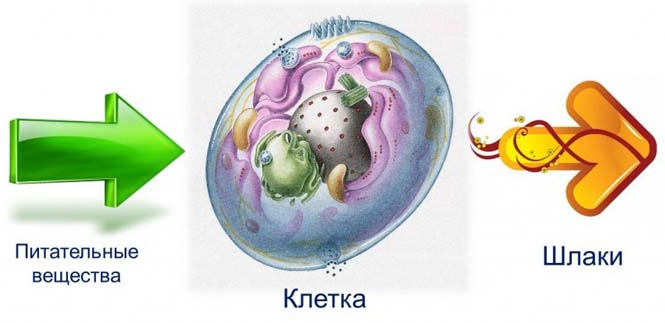 Питательные
вещества
Клетка
Шлаки